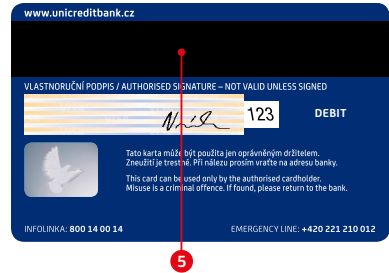 www.unicreditbank.cz
VLASTNORUČNÍ PODPIS / AUTHORISED SIGNATURE – NOT VALID UNLESS SIGNED
123
DEBIT
Tato karta může být použita jen oprávněným držitelem.
Zneužití je trestné. Při nálezu prosím vraťte na adresu banky.
This card can be used only by the authorised cardholder.
Misuse is a criminal offence. If found, please return to the bank.
INFOLINKA: 800 14 00 14
EMERGENCY LINE: +420 221 210 012
5